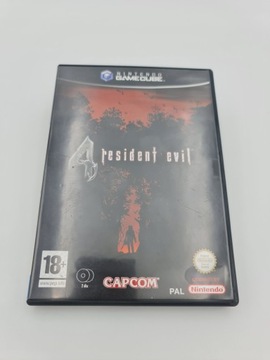 NINTENDO
GAMECUBE
4 resident evil
18+
CAPCOM
PAL
Nintendo